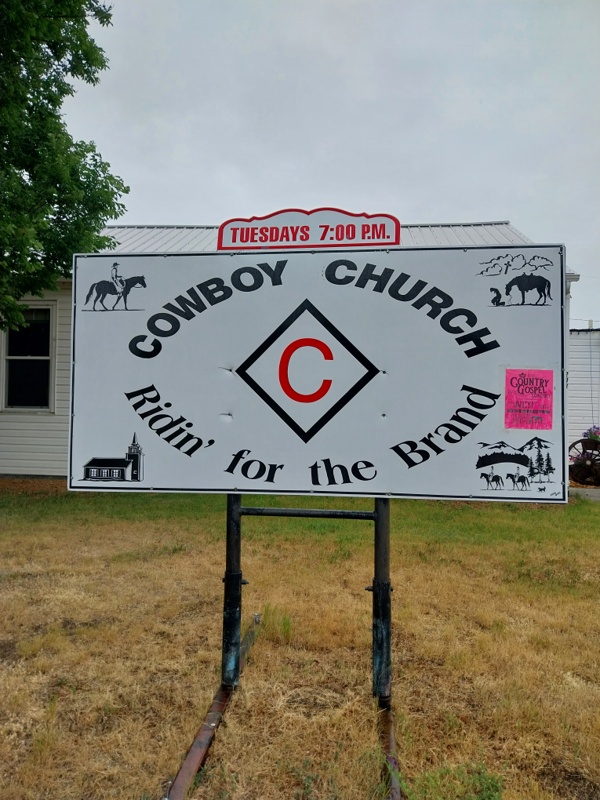 TUESDAYS 7:00 P.M.
COWBOY CHURCH
C
Ridin' for the Brand
COUNTRY
GOSPEL